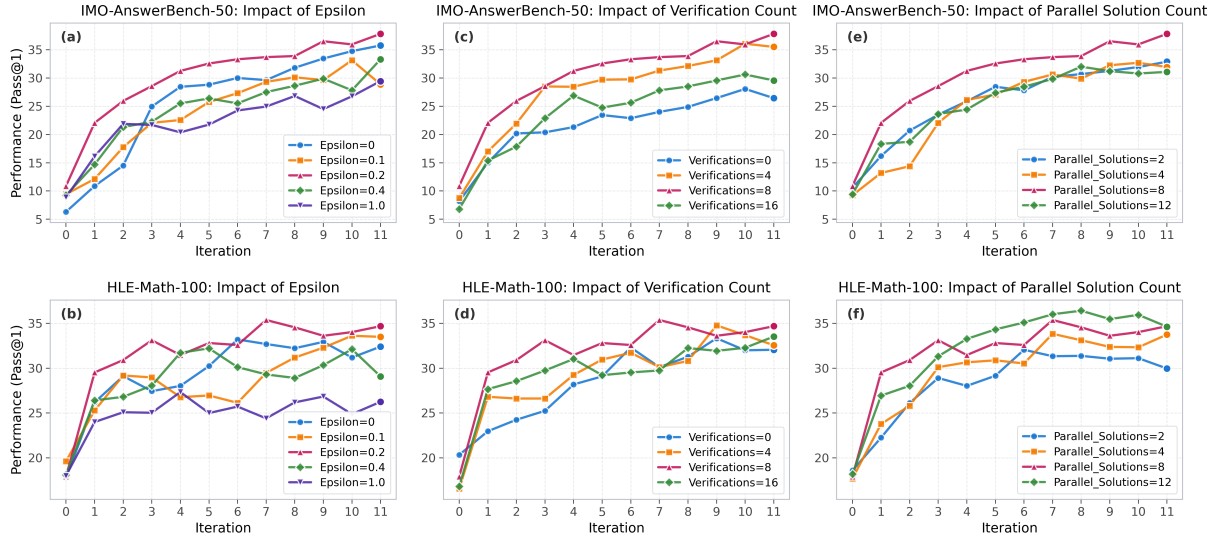 IMO-AnswerBench-50: Impact of Epsilon
(a)
Performance (Pass@1)
35
30
25
20
15
10
5
0 1 2 3 4 5 6 7 8 9 10 11
Iteration
Epsilon=0
Epsilon=0.1
Epsilon=0.2
Epsilon=0.4
Epsilon=1.0
IMO-AnswerBench-50: Impact of Verification Count
(c)
35
30
25
20
15
10
5
0 1 2 3 4 5 6 7 8 9 10 11
Iteration
Verifications=0
Verifications=4
Verifications=8
Verifications=16
IMO-AnswerBench-50: Impact of Parallel Solution Count
(e)
35
30
25
20
15
10
5
0 1 2 3 4 5 6 7 8 9 10 11
Iteration
Parallel_Solutions=2
Parallel_Solutions=4
Parallel_Solutions=8
Parallel_Solutions=12
HLE-Math-100: Impact of Epsilon
(b)
Performance (Pass@1)
35
30
25
20
0 1 2 3 4 5 6 7 8 9 10 11
Iteration
Epsilon=0
Epsilon=0.1
Epsilon=0.2
Epsilon=0.4
Epsilon=1.0
HLE-Math-100: Impact of Verification Count
(d)
35
30
25
20
0 1 2 3 4 5 6 7 8 9 10 11
Iteration
Verifications=0
Verifications=4
Verifications=8
Verifications=16
HLE-Math-100: Impact of Parallel Solution Count
(f)
35
30
25
20
0 1 2 3 4 5 6 7 8 9 10 11
Iteration
Parallel_Solutions=2
Parallel_Solutions=4
Parallel_Solutions=8
Parallel_Solutions=12